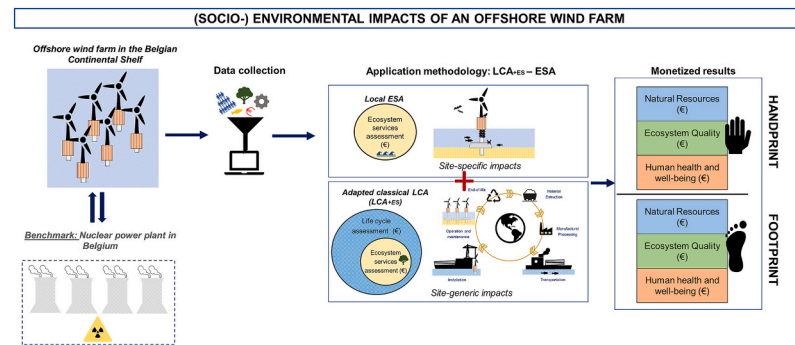 (SOCIO-) ENVIRONMENTAL IMPACTS OF AN OFFSHORE WIND FARM
Offshore wind farm in the Belgian
Continental Shelf
Data collection
Application methodology: LCA+ES – ESA
Monetized results
Local ESA
Ecosystem
services
assessment
(€)
Site-specific impacts
Adapted classical LCA
(LCA+ES)
Life cycle
assessment (€)
Ecosystem
services
assessment (€)
End of life
Material
Extraction
Manufactural
Processing
Transportation
Installation
Operation and
maintenance
Site-generic impacts
Natural Resources
(€)
Ecosystem Quality
(€)
Human health and
well-being (€)
HANDPRINT
Natural Resources
(€)
Ecosystem Quality
(€)
Human health and
well-being (€)
FOOTPRINT
Benchmark: Nuclear power plant in
Belgium